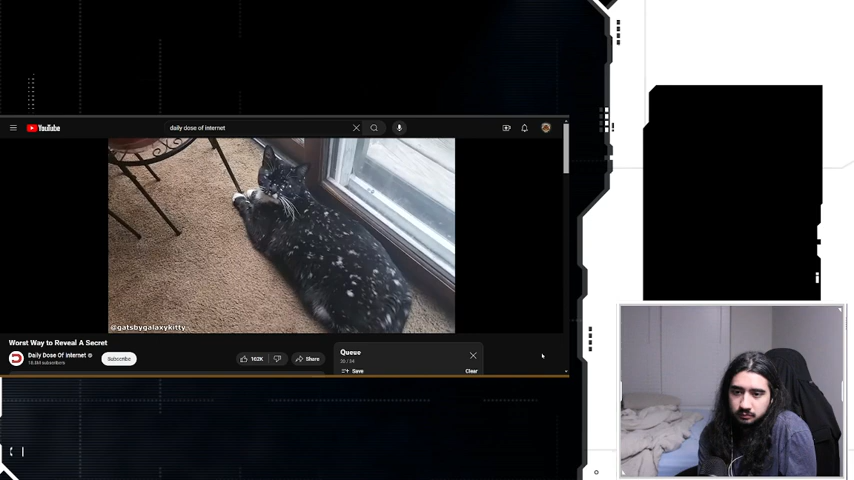 YouTube
daily dose of internet
@gatsbygalaxykitty
Worst Way to Reveal A Secret
Daily Dose Of Internet
Subscribe
102K
Share
Queue
Save
Clear